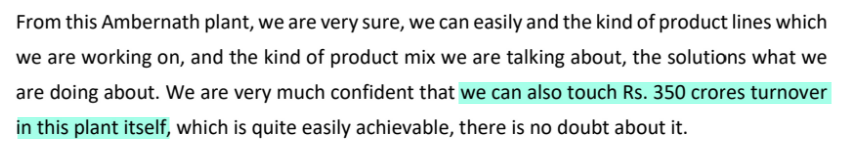 From this Ambernath plant, we are very sure, we can easily and the kind of product lines which
we are working on, and the kind of product mix we are talking about, the solutions what we
are doing about. We are very much confident that we can also touch Rs. 350 crores turnover
in this plant itself, which is quite easily achievable, there is no doubt about it.